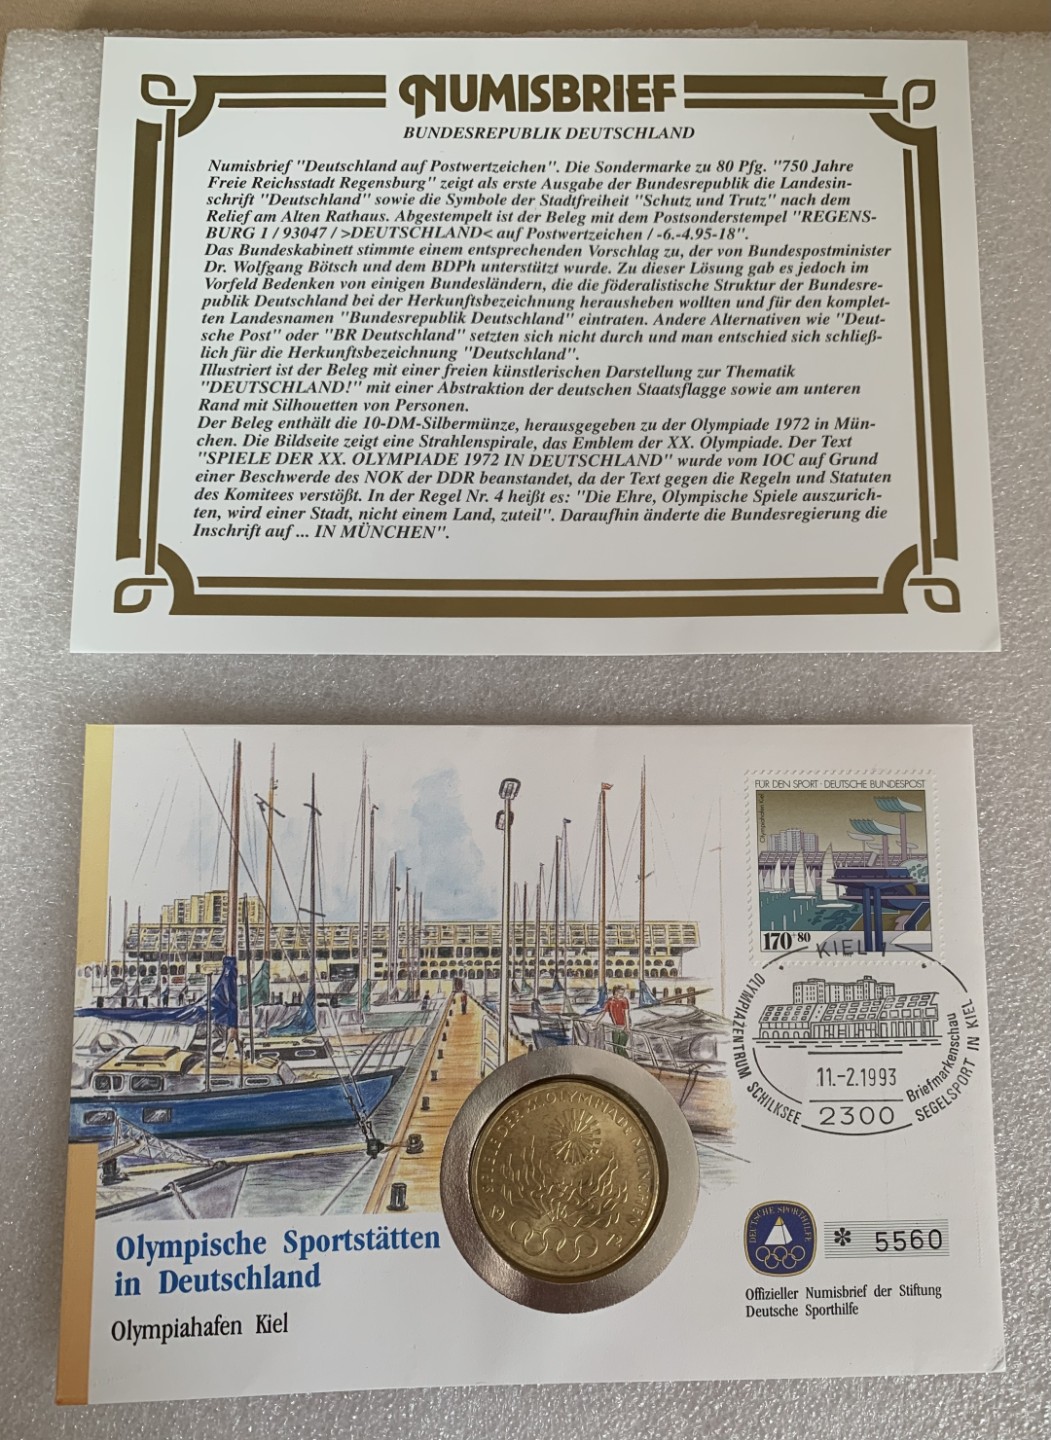 NUMISBRIEF
BUNDESREPUBLIK DEUTSCHLAND
Numisbrief "Deutschland auf Postwertzeichen". Die Sondermarke zu 80 Pfg. "750 Jahre
Freie Reichsstadt Regensburg" zeigt als erste Ausgabe der Bundesrepublik die Landesin-
schrift "Deutschland" sowie die Symbole der Stadtfreiheit "Schutz und Trutz" nach dem
Relief am Alten Rathaus. Abgestempelt ist der Beleg mit dem Postsonderstempel "REGENS-
BURG 1 / 93047 / >DEUTSCHLAND< auf Postwertzeichen / -6.-4.95-18".
Das Bundeskabinett stimmte einem entsprechenden Vorschlag zu, der von Bundespostminister
Dr. Wolfgang Bötsch und dem BDPh unterstützt wurde. Zu dieser Lösung gab es jedoch im
Vorfeld Bedenken von einigen Bundesländern, die die föderalistische Struktur der Bundesre-
publik Deutschland bei der Herkunftsbezeichnung herausheben wollten und für den komplet-
ten Landesnamen "Bundesrepublik Deutschland" eintraten. Andere Alternativen wie "Deut-
sche Post" oder "BR Deutschland" setzten sich nicht durch und man entschied sich schließ-
lich für die Herkunftsbezeichnung "Deutschland".
Illustriert ist der Beleg mit einer freien künstlerischen Darstellung zur Thematik
"DEUTSCHLAND!" mit einer Abstraktion der deutschen Staatsflagge sowie am unteren
Rand mit Silhouetten von Personen.
Der Beleg enthält die 10-DM-Silbermünze, herausgegeben zu der Olympiade 1972 in Mün-
chen. Die Bildseite zeigt eine Strahlenspirale, das Emblem der XX. Olympiade. Der Text
"SPIELE DER XX. OLYMPIADE 1972 IN DEUTSCHLAND" wurde vom IOC auf Grund
einer Beschwerde des NOK der DDR beanstandet, da der Text gegen die Regeln und Statuten
des Komitees verstößt. In der Regel Nr. 4 heißt es: "Die Ehre, Olympische Spiele auszurich-
ten, wird einer Stadt, nicht einem Land, zuteil". Daraufhin änderte die Bundesregierung die
Inschrift auf ... IN MÜNCHEN".
FÜR DEN SPORT · DEUTSCHE BUNDESPOST
Olympiahafen Kiel
170+80
KIEL 17
OLYMPIAZENTRUM SCHILKSEE
11.-2.1993
2300
Briefmarkenschau
SEGELSPORT IN KIEL
SPIELE DER XX. OLYMPIADE MÜNCHEN
DEUTSCHE SPORTHILFE
* 5560
Offizieller Numisbrief der Stiftung
Deutsche Sporthilfe
Olympische Sportstätten
in Deutschland
Olympiahafen Kiel